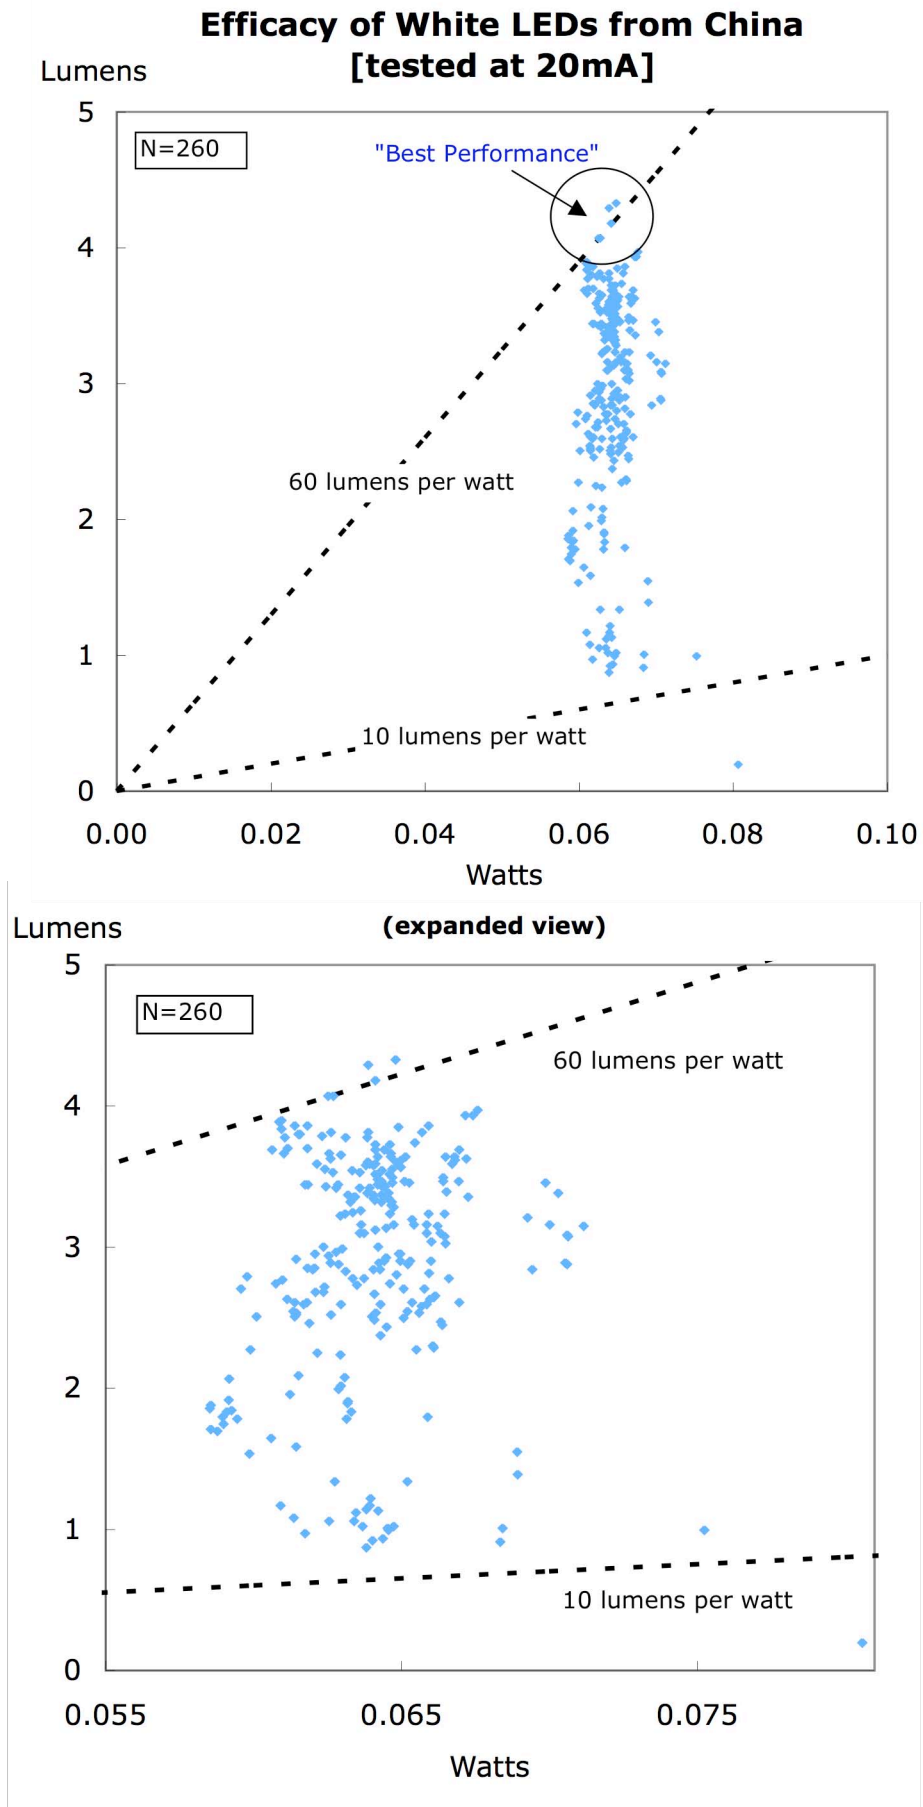 Efficacy of White LEDs from China
[tested at 20mA]
Lumens
5
N=260
"Best Performance"
4
3
60 lumens per watt
2
1
10 lumens per watt
0
0.00 0.02 0.04 0.06 0.08 0.10
Watts
Lumens
(expanded view)
5
N=260
60 lumens per watt
4
3
2
1
10 lumens per watt
0
0.055 0.065 0.075
Watts